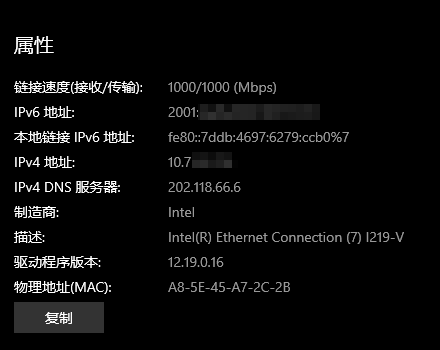 属性
链接速度(接收/传输): 1000/1000 (Mbps)
IPv6 地址: 2001:
本地链接 IPv6 地址: fe80::7ddb:4697:6279:ccb0%7
IPv4 地址: 10.7
IPv4 DNS 服务器: 202.118.66.6
制造商: Intel
描述: Intel(R) Ethernet Connection (7) I219-V
驱动程序版本: 12.19.0.16
物理地址(MAC): A8-5E-45-A7-2C-2B
复制